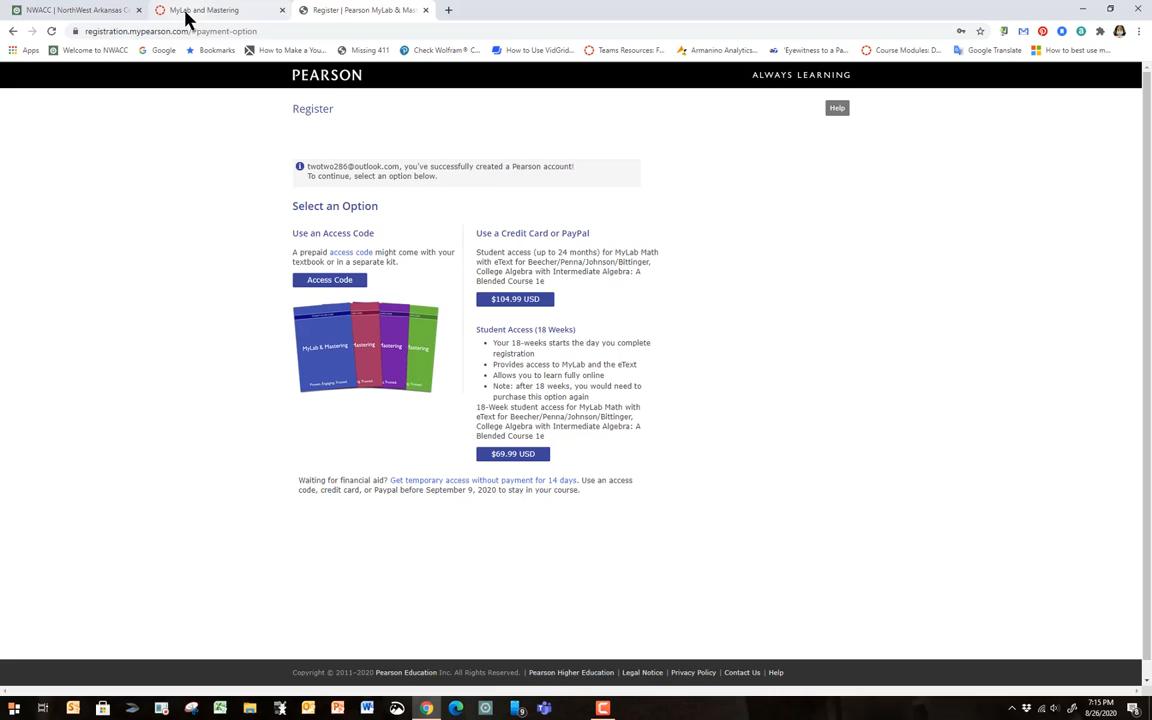 NWACC | NorthWest Arkansas C
MyLab and Mastering
Register | Pearson MyLab & Mas
registration.mypearson.com/#payment-option
Apps
Welcome to NWACC
Google
Bookmarks
How to Make a You...
Missing 411
Check Wolfram® C...
How to Use VidGrid...
Teams Resources: F...
Armanino Analytics...
'Eyewitness to a Pa...
Course Modules: D...
Google Translate
How to best use m...
PEARSON
ALWAYS LEARNING
Register
Help
twotwo286@outlook.com, you've successfully created a Pearson account!
To continue, select an option below.
Select an Option
Use an Access Code
A prepaid access code might come with your
textbook or in a separate kit.
Access Code
MyLab & Mastering
Mastering
Mastering
Mastering
Use a Credit Card or PayPal
Student access (up to 24 months) for MyLab Math
with eText for Beecher/Penna/Johnson/Bittinger,
College Algebra with Intermediate Algebra: A
Blended Course 1e
$104.99 USD
Student Access (18 Weeks)
• Your 18-weeks starts the day you complete
registration
• Provides access to MyLab and the eText
• Allows you to learn fully online
• Note: after 18 weeks, you would need to
purchase this option again
18-Week student access for MyLab Math with
eText for Beecher/Penna/Johnson/Bittinger,
College Algebra with Intermediate Algebra: A
Blended Course 1e
$69.99 USD
Waiting for financial aid? Get temporary access without payment for 14 days. Use an access
code, credit card, or Paypal before September 9, 2020 to stay in your course.
Copyright © 2011–2020 Pearson Education Inc. All Rights Reserved. | Pearson Higher Education | Legal Notice | Privacy Policy | Contact Us | Help
7:15 PM
8/26/2020